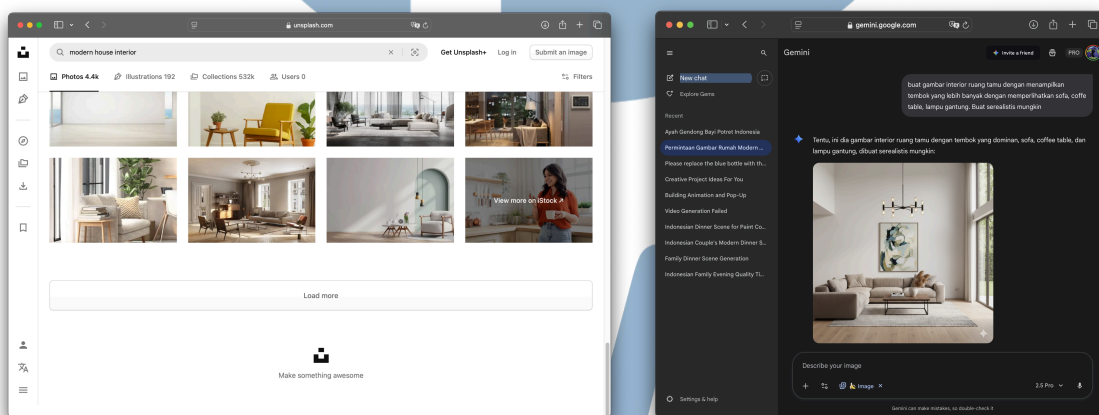 unsplash.com
modern house interior
Get Unsplash+
Log in
Submit an image
Photos 4.4k
Illustrations 192
Collections 532k
Users 0
Filters
View more on iStock ↗
Load more
Make something awesome
gemini.google.com
Gemini
Invite a friend
PRO
New chat
Explore Gems
Recent
Ayah Gendong Bayi Potret Indonesia
Permintaan Gambar Rumah Modern ...
Please replace the blue bottle with th...
Creative Project Ideas For You
Building Animation and Pop-Up
Video Generation Failed
Indonesian Dinner Scene for Paint Co...
Indonesian Couple's Modern Dinner S...
Family Dinner Scene Generation
Indonesian Family Evening Quality Ti...
Settings & help
buat gambar interior ruang tamu dengan menampilkan
tembok yang lebih banyak dengan memperlihatkan sofa, coffe
table, lampu gantung. Buat serealistis mungkin
Tentu, ini dia gambar interior ruang tamu dengan tembok yang dominan, sofa, coffee table, dan
lampu gantung, dibuat serealistis mungkin:
Describe your image
Image ×
2.5 Pro
Gemini can make mistakes, so double-check it